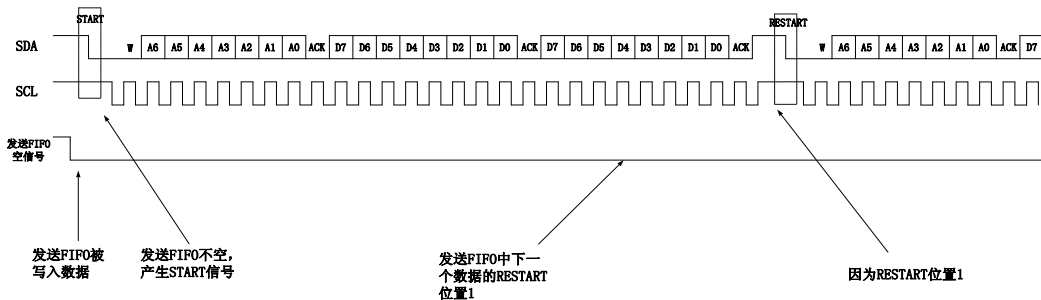 START
RESTART
SDA
W A6 A5 A4 A3 A2 A1 A0 ACK D7 D6 D5 D4 D3 D2 D1 D0 ACK D7 D6 D5 D4 D3 D2 D1 D0 ACK W A6 A5 A4 A3 A2 A1 A0 ACK D7
SCL
发送FIFO
空信号
发送FIFO被
写入数据
发送FIFO不空,
产生START信号
发送FIFO中下一
个数据的RESTART
位置1
因为RESTART位置1